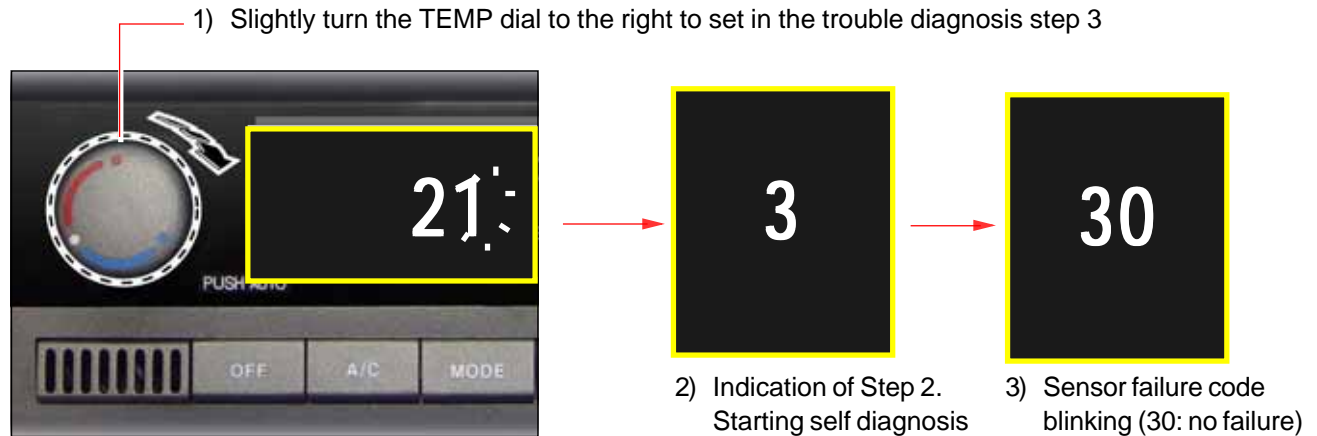 1) Slightly turn the TEMP dial to the right to set in the trouble diagnosis step 3
21
3
30
PUSH AUTO
OFF
A/C
MODE
2) Indication of Step 2.
Starting self diagnosis
3) Sensor failure code
blinking (30: no failure)